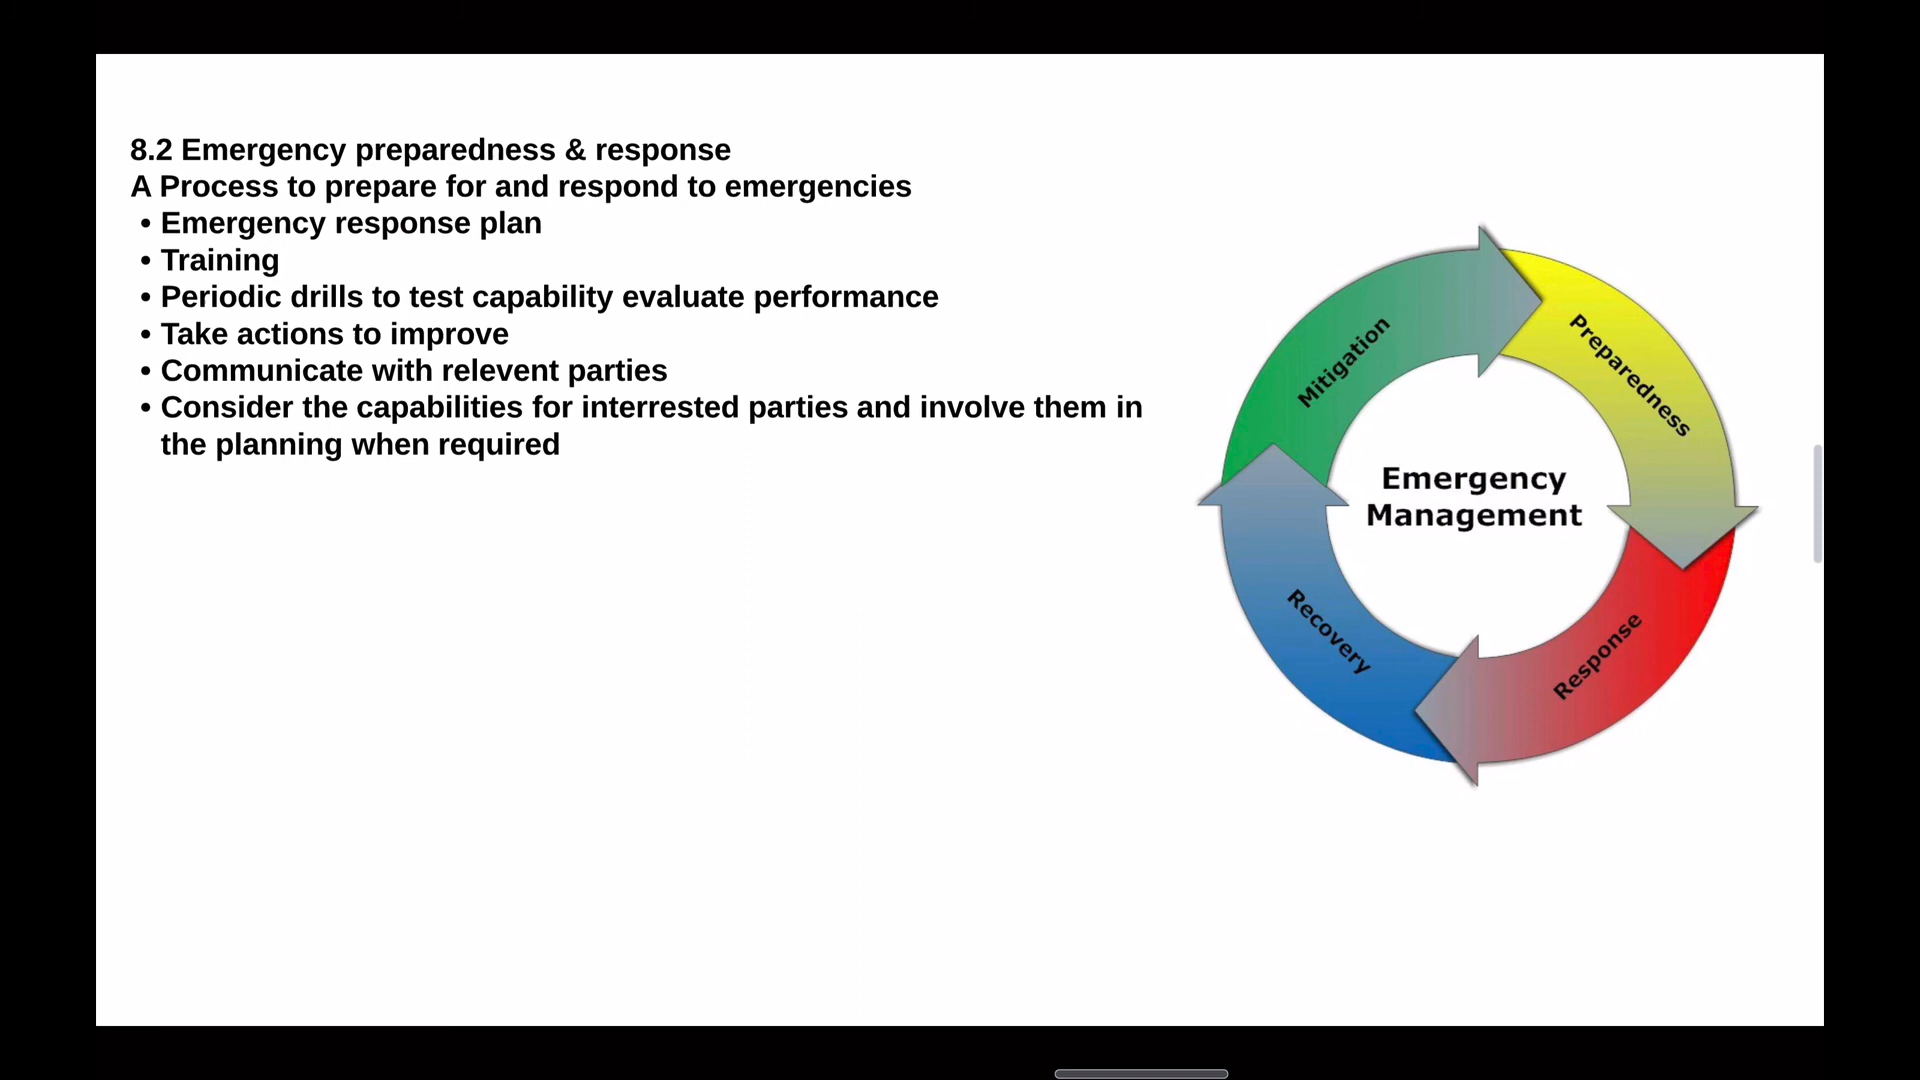 8.2 Emergency preparedness & response
A Process to prepare for and respond to emergencies
• Emergency response plan
• Training
• Periodic drills to test capability evaluate performance
• Take actions to improve
• Communicate with relevent parties
• Consider the capabilities for interrested parties and involve them in
the planning when required
Mitigation
Preparedness
Emergency
Management
Recovery
Response